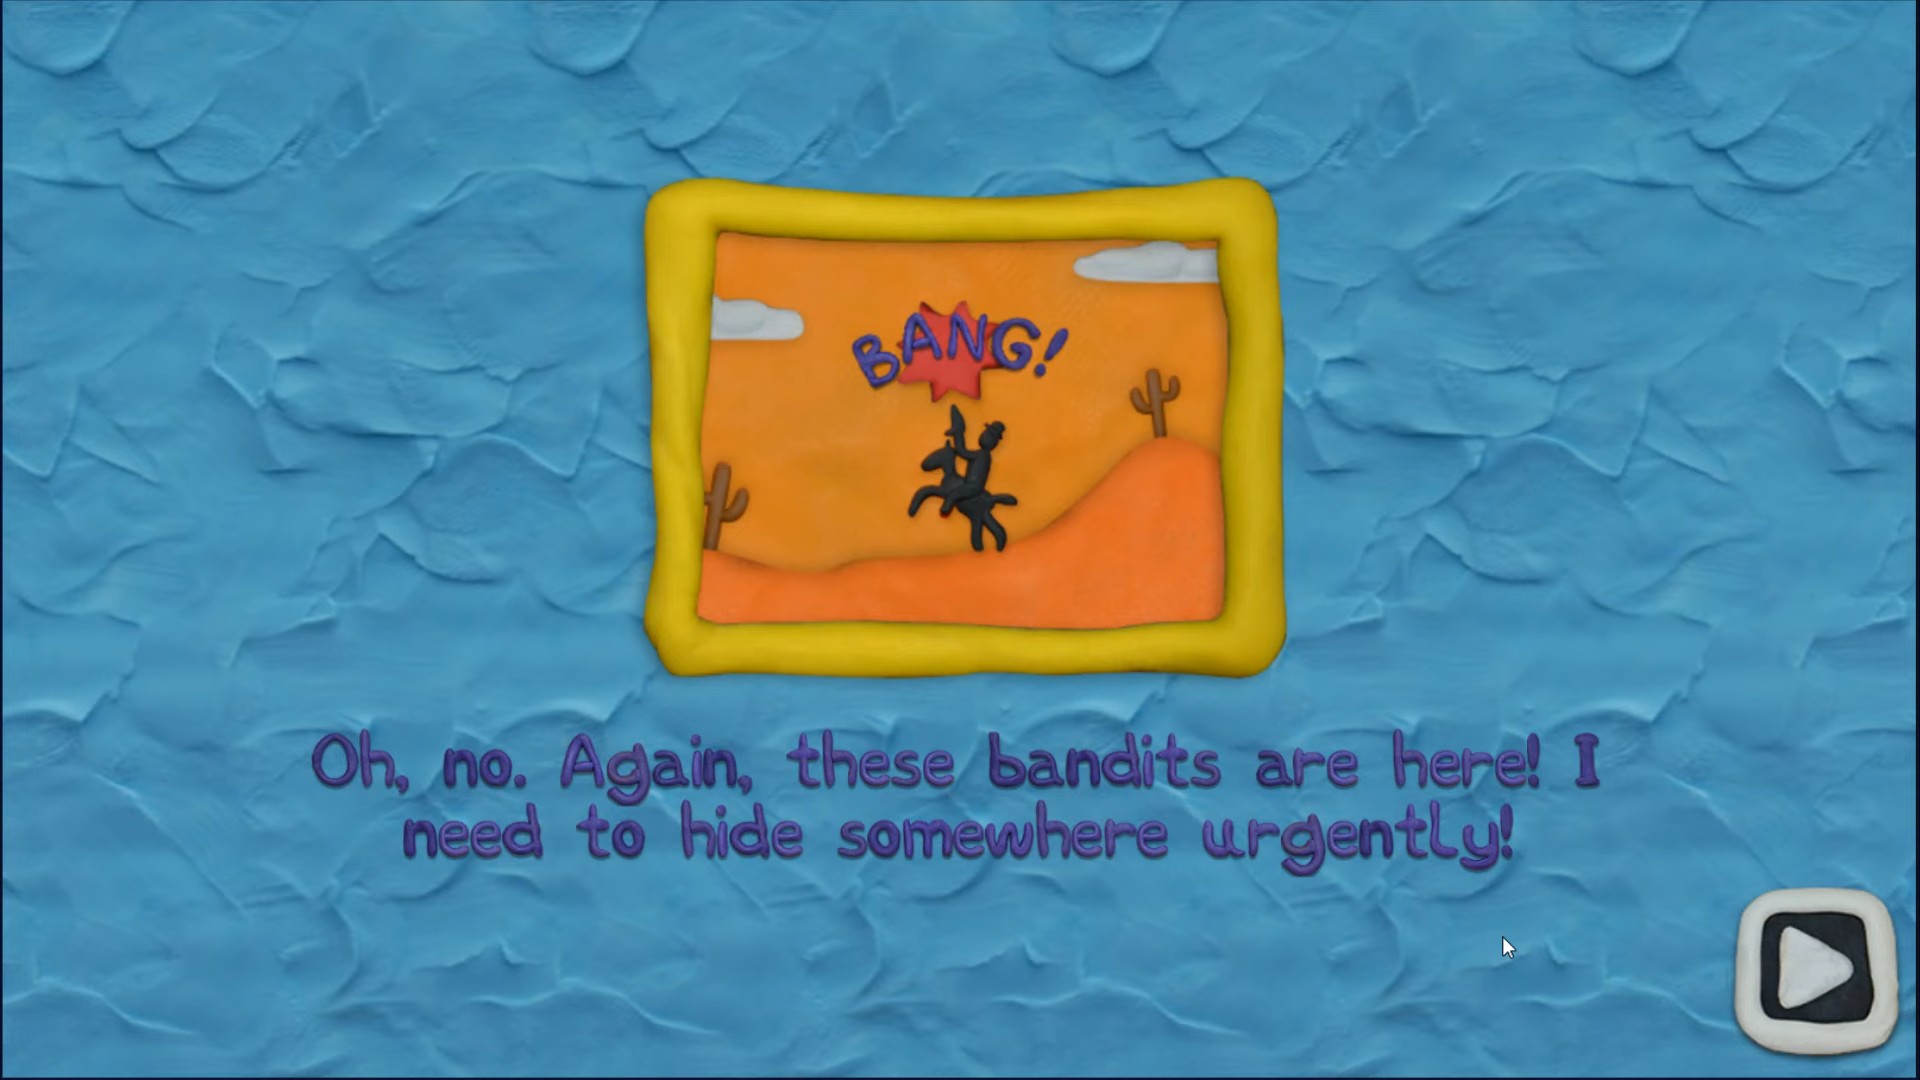 BANG!
Oh, no. Again, these bandits are here! I
need to hide somewhere urgently!